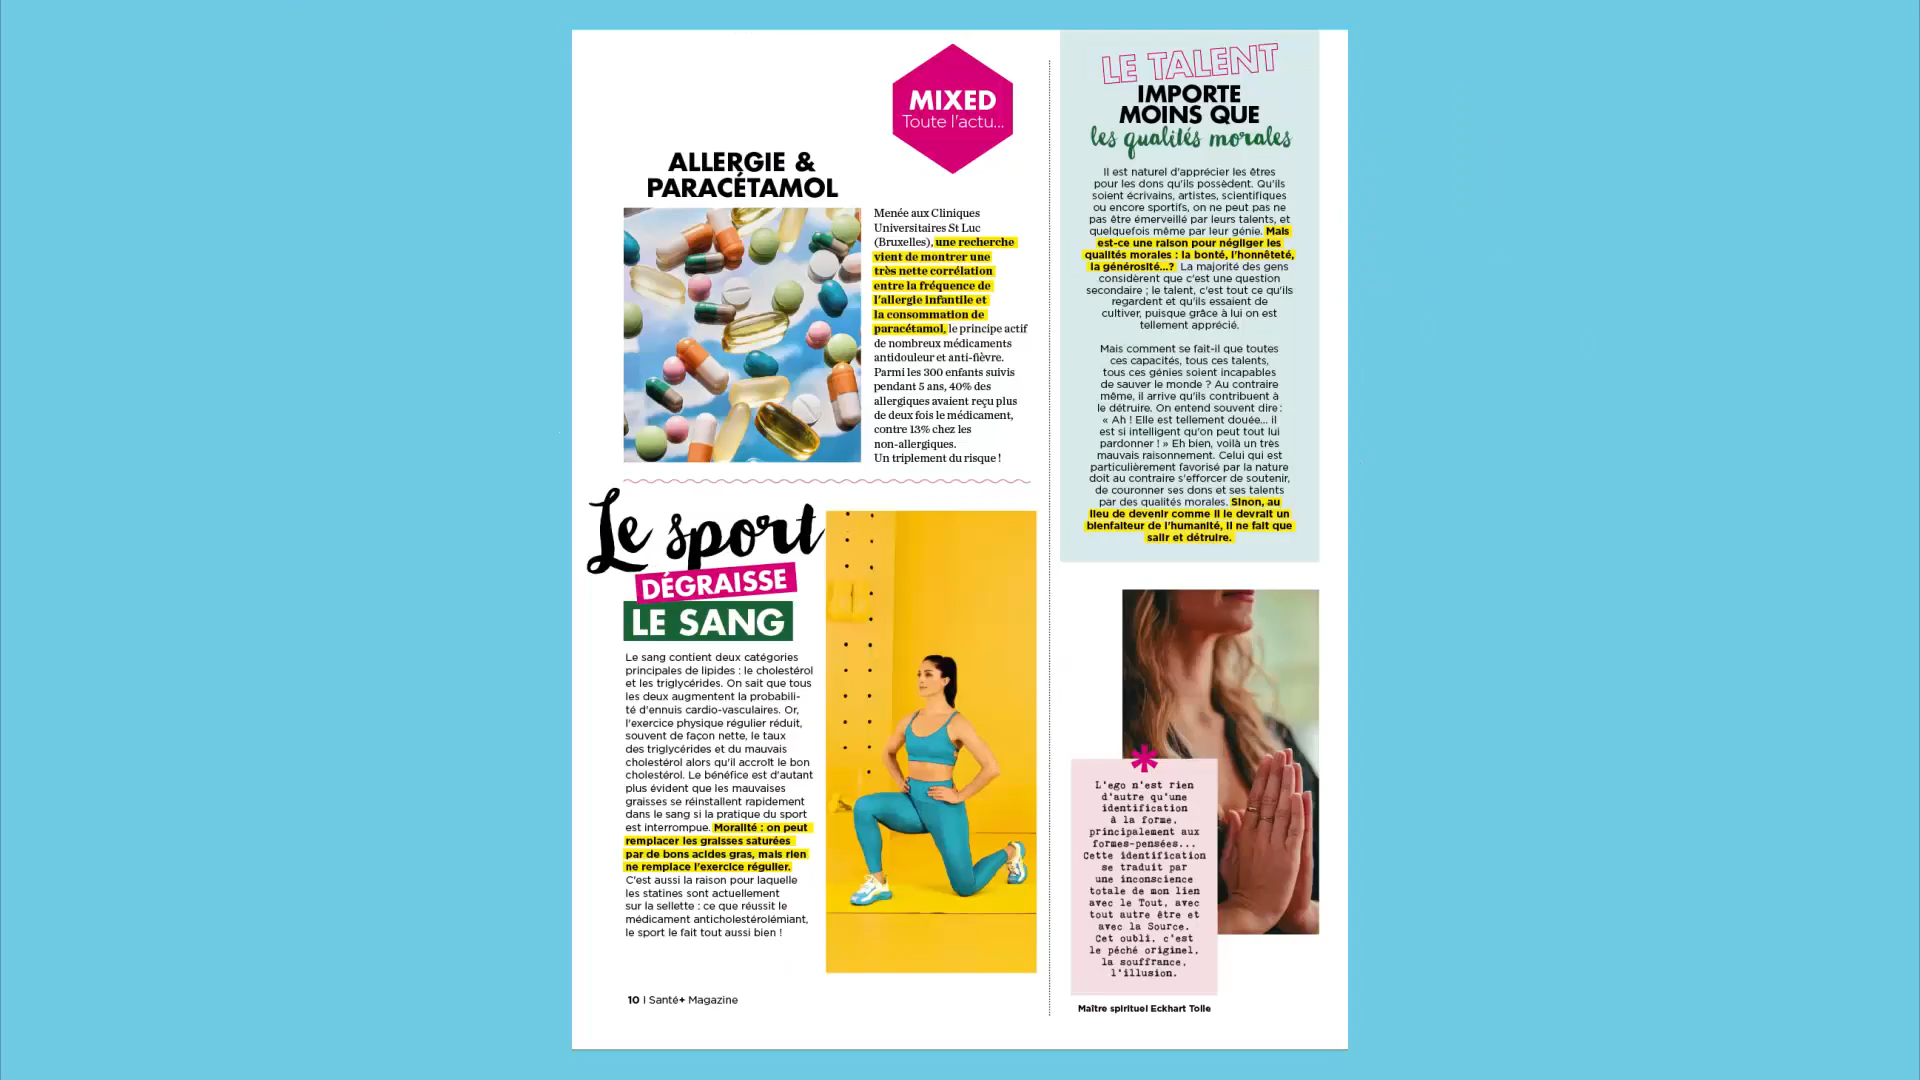 MIXED
Toute l'actu...
ALLERGIE &
PARACÉTAMOL
Menée aux Cliniques
Universitaires St Luc
(Bruxelles), une recherche
vient de montrer une
très nette corrélation
entre la fréquence de
l'allergie infantile et
la consommation de
paracétamol, le principe actif
de nombreux médicaments
antidouleur et anti-fièvre.
Parmi les 300 enfants suivis
pendant 5 ans, 40% des
allergiques avaient reçu plus
de deux fois le médicament,
contre 13% chez les
non-allergiques.
Un triplement du risque !
Le sport
DÉGRAISSE
LE SANG
Le sang contient deux catégories
principales de lipides : le cholestérol
et les triglycérides. On sait que tous
les deux augmentent la probabili-
té d'ennuis cardio-vasculaires. Or,
l'exercice physique régulier réduit,
souvent de façon nette, le taux
des triglycérides et du mauvais
cholestérol alors qu'il accroît le bon
cholestérol. Le bénéfice est d'autant
plus évident que les mauvaises
graisses se réinstallent rapidement
dans le sang si la pratique du sport
est interrompue. Moralité : on peut
remplacer les graisses saturées
par de bons acides gras, mais rien
ne remplace l'exercice régulier.
C'est aussi la raison pour laquelle
les statines sont actuellement
sur la sellette : ce que réussit le
médicament anticholestérolémiant,
le sport le fait tout aussi bien !
10 I Santé+ Magazine
LE TALENT
IMPORTE
MOINS QUE
les qualités morales
Il est naturel d'apprécier les êtres
pour les dons qu'ils possèdent. Qu'ils
soient écrivains, artistes, scientifiques
ou encore sportifs, on ne peut pas ne
pas être émerveillé par leurs talents, et
quelquefois même par leur génie. Mais
est-ce une raison pour négliger les
qualités morales : la bonté, l'honnêteté,
la générosité...? La majorité des gens
considèrent que c'est une question
secondaire ; le talent, c'est tout ce qu'ils
regardent et qu'ils essaient de
cultiver, puisque grâce à lui on est
tellement apprécié.
Mais comment se fait-il que toutes
ces capacités, tous ces talents,
tous ces génies soient incapables
de sauver le monde ? Au contraire
même, il arrive qu'ils contribuent à
le détruire. On entend souvent dire :
« Ah ! Elle est tellement douée... il
est si intelligent qu'on peut tout lui
pardonner ! » Eh bien, voilà un très
mauvais raisonnement. Celui qui est
particulièrement favorisé par la nature
doit au contraire s'efforcer de soutenir,
de couronner ses dons et ses talents
par des qualités morales. Sinon, au
lieu de devenir comme il le devrait un
bienfaiteur de l'humanité, il ne fait que
salir et détruire.
*
L'ego n'est rien
d'autre qu'une
identification
à la forme,
principalement aux
formes-pensées...
Cette identification
se traduit par
une inconscience
totale de mon lien
avec le Tout, avec
tout autre être et
avec la Source.
Cet oubli, c'est
le péché originel,
la souffrance,
l'illusion.
Maître spirituel Eckhart Tolle